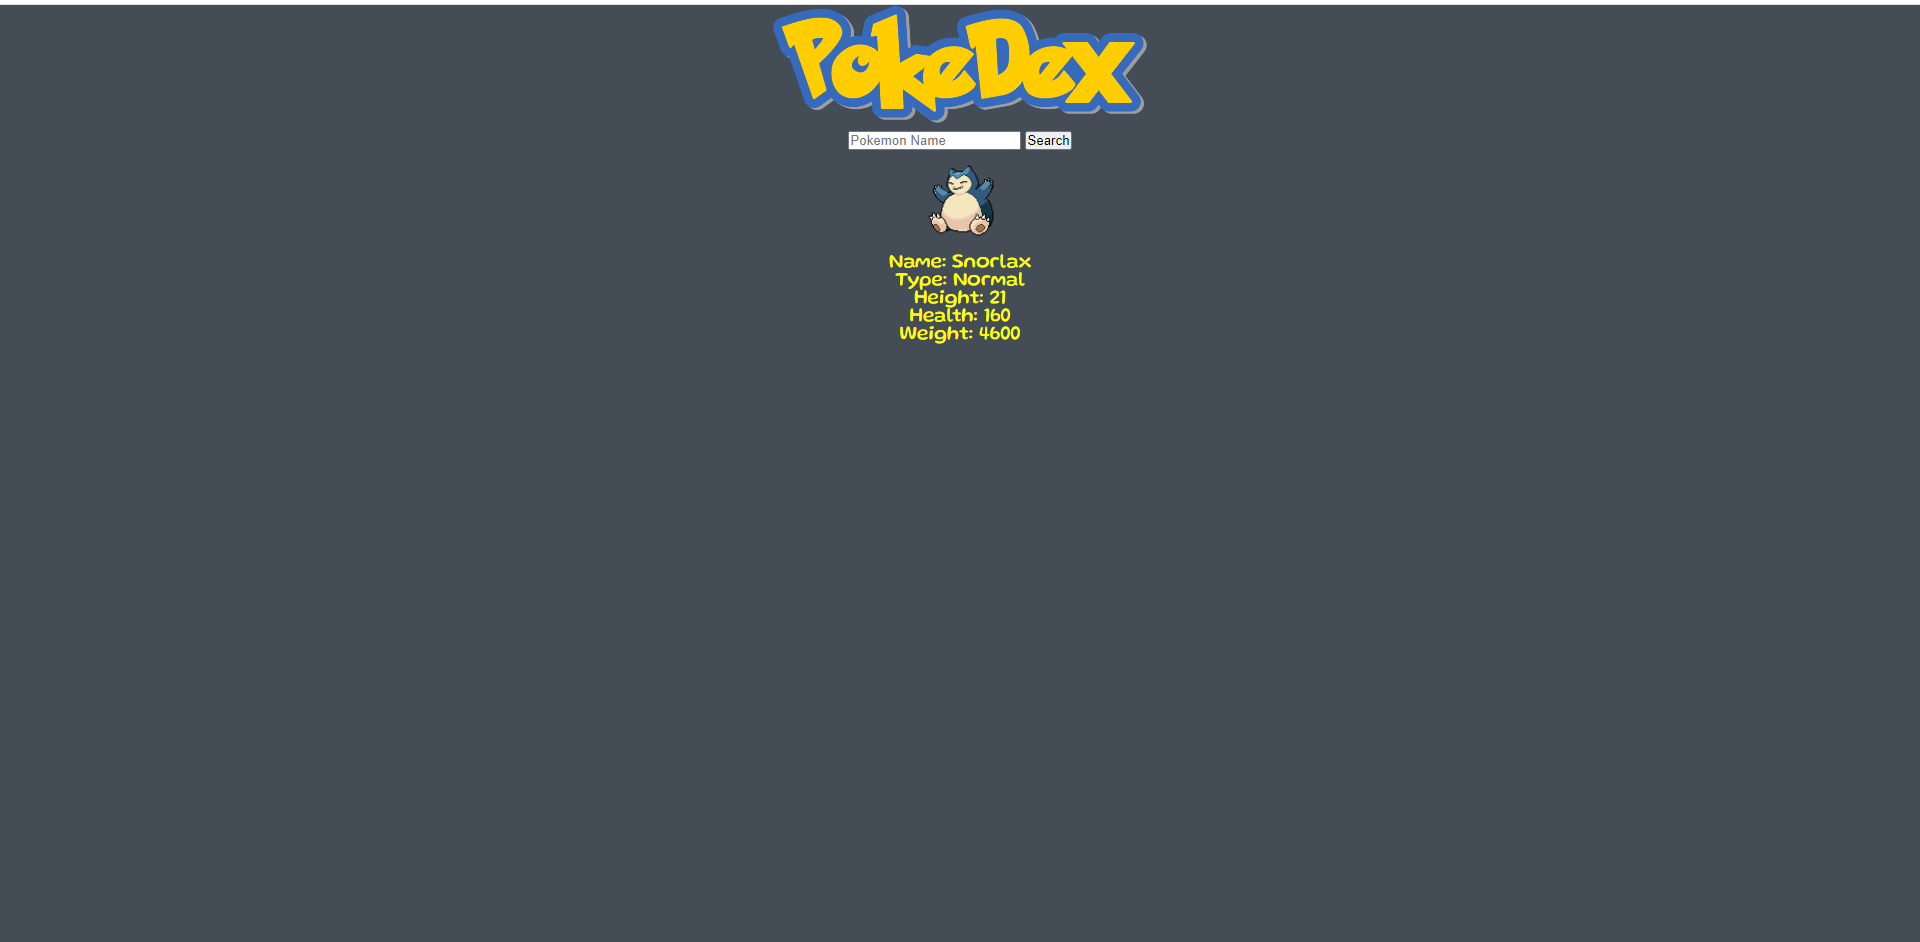 PokeDex
Pokemon Name Search
Name: Snorlax
Type: Normal
Height: 21
Health: 160
Weight: 4600